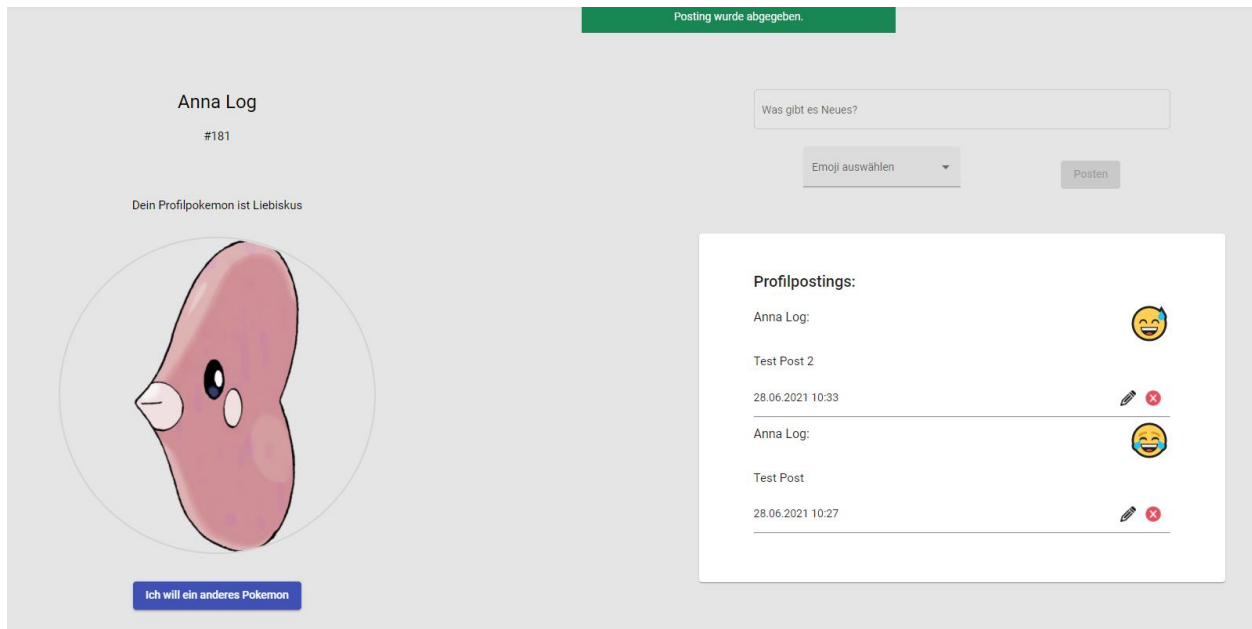 Posting wurde abgegeben.
Anna Log
#181
Dein Profilpokemon ist Liebiskus
Ich will ein anderes Pokemon
Was gibt es Neues?
Emoji auswählen
Posten
Profilpostings:
Anna Log:
Test Post 2
28.06.2021 10:33
Anna Log:
Test Post
28.06.2021 10:27